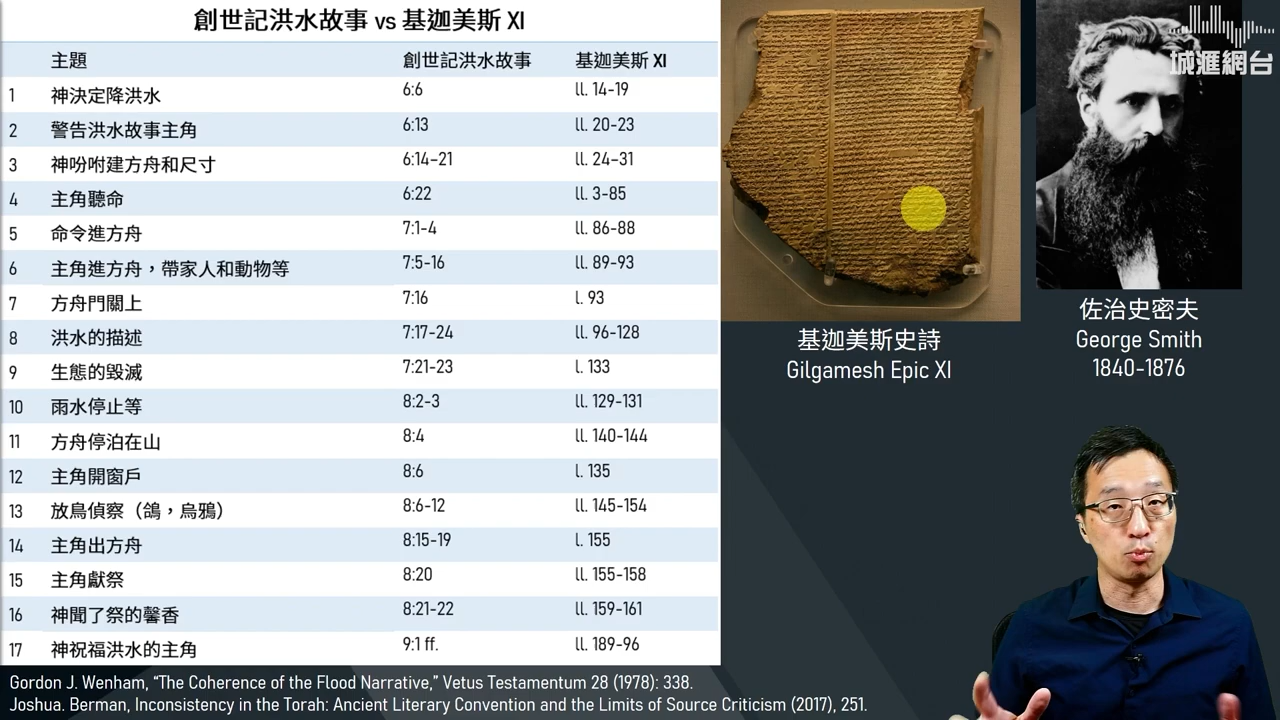 創世記洪水故事 vs 基迦美斯 XI
主題 創世記洪水故事 基迦美斯 XI
1 神決定降洪水 6:6 ll. 14-19
2 警告洪水故事主角 6:13 ll. 20-23
3 神吩咐建方舟和尺寸 6:14–21 ll. 24–31
4 主角聽命 6:22 ll. 3-85
5 命令進方舟 7:1-4 ll. 86-88
6 主角進方舟，帶家人和動物等 7:5-16 ll. 89-93
7 方舟門關上 7:16 l. 93
8 洪水的描述 7:17-24 ll. 96-128
9 生態的毀滅 7:21-23 l. 133
10 雨水停止等 8:2-3 ll. 129-131
11 方舟停泊在山 8:4 ll. 140-144
12 主角開窗戶 8:6 l. 135
13 放鳥偵察（鴿，烏鴉） 8:6-12 ll. 145-154
14 主角出方舟 8:15-19 l. 155
15 主角獻祭 8:20 ll. 155-158
16 神聞了祭的馨香 8:21-22 ll. 159-161
17 神祝福洪水的主角 9:1 ff. ll. 189-96
Gordon J. Wenham, “The Coherence of the Flood Narrative,” Vetus Testamentum 28 (1978): 338.
Joshua. Berman, Inconsistency in the Torah: Ancient Literary Convention and the Limits of Source Criticism (2017), 251.
基迦美斯史詩
Gilgamesh Epic XI
城滙網台
佐治史密夫
George Smith
1840-1876